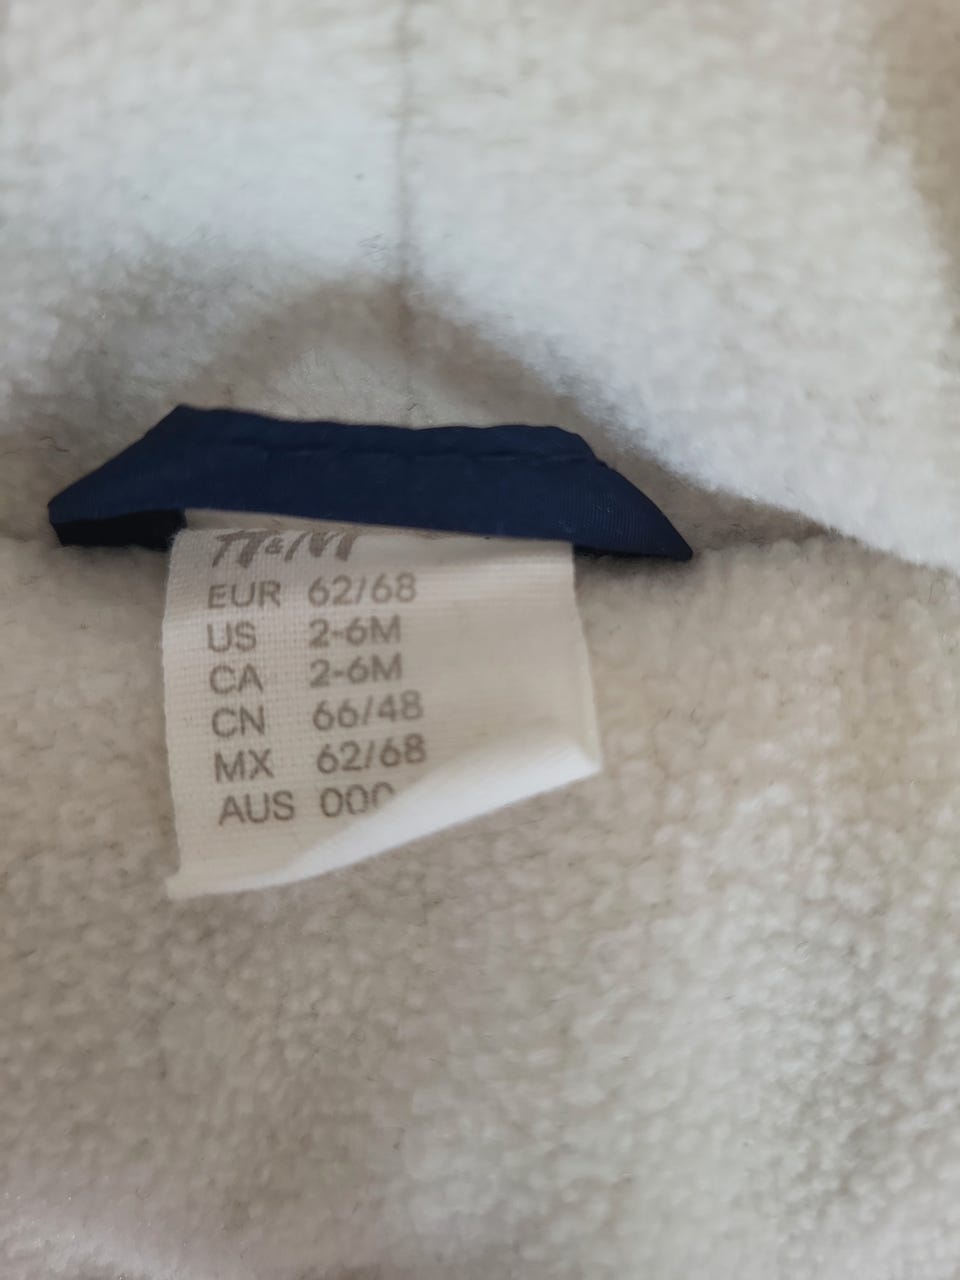 H&M
EUR 62/68
US 2-6M
CA 2-6M
CN 66/48
MX 62/68
AUS 000